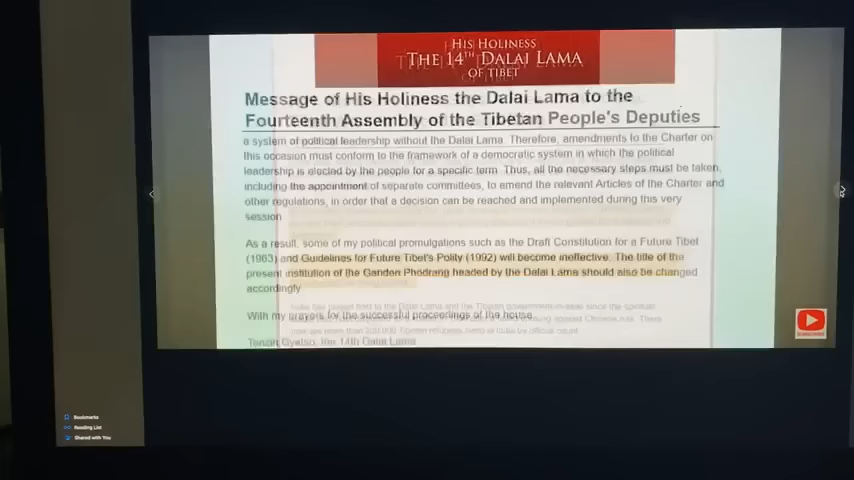 HIS HOLINESS
THE 14TH DALAI LAMA
OF TIBET
Message of His Holiness the Dalai Lama to the
Fourteenth Assembly of the Tibetan People's Deputies
a system of political leadership without the Dalai Lama. Therefore, amendments to the Charter on
this occasion must conform to the framework of a democratic system in which the political
leadership is elected by the people for a specific term. Thus, all the necessary steps must be taken,
including the appointment of separate committees, to emend the relevant Articles of the Charter and
other regulations, in order that a decision can be reached and implemented during this very
session
As a result, some of my political promulgations such as the Draft Constitution for a Future Tibet
(1963) and Guidelines for Future Tibet's Polity (1992) will become ineffective. The title of the
present institution of the Ganden Phodrang headed by the Dalai Lama should also be changed
accordingly
With my prayers for the successful proceedings of the house
Tenzin Gyatso, the 14th Dalai Lama
SUBSCRIBE
Bookmarks
Reading List
Shared with You